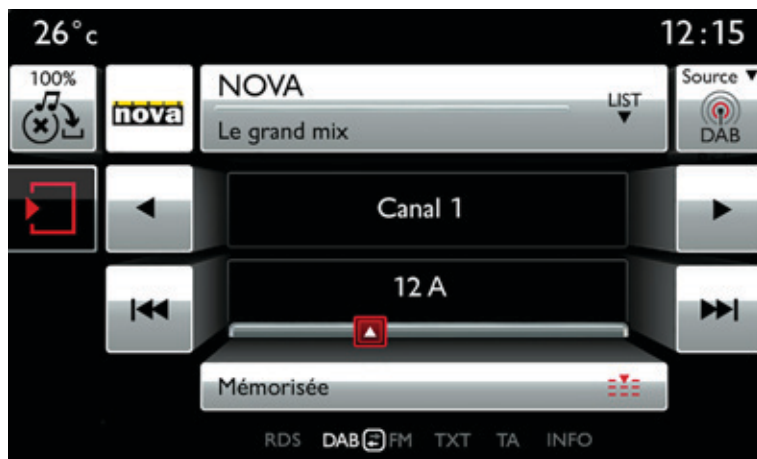 26°c
12:15
100%
nova
NOVA
Le grand mix
LIST
Source
DAB
Canal 1
12 A
Mémorisée
RDS DAB FM TXT TA INFO